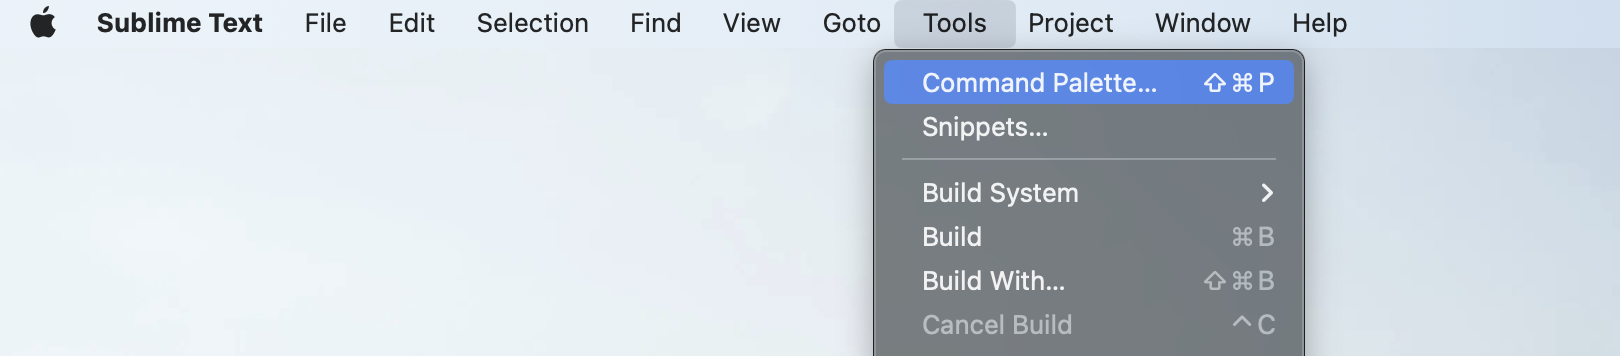 Sublime Text File Edit Selection Find View Goto Tools Project Window Help
Command Palette... ⇧⌘P
Snippets...
Build System
Build ⌘B
Build With... ⇧⌘B
Cancel Build ^C